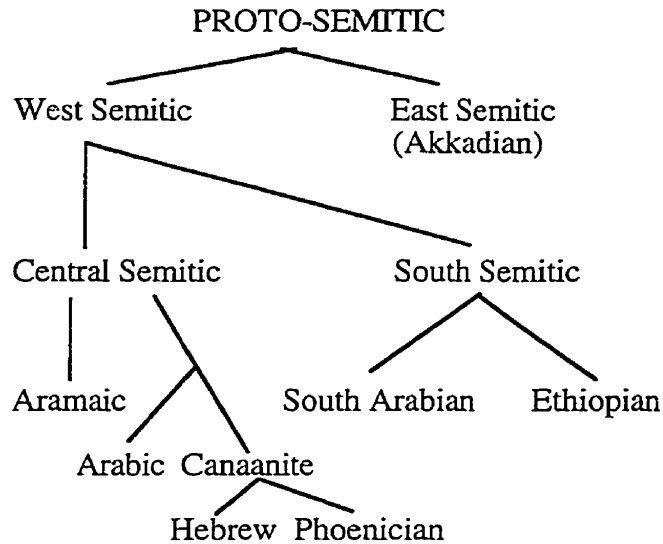 PROTO-SEMITIC
West Semitic
East Semitic
(Akkadian)
Central Semitic
South Semitic
Aramaic
South Arabian
Ethiopian
Arabic
Canaanite
Hebrew
Phoenician